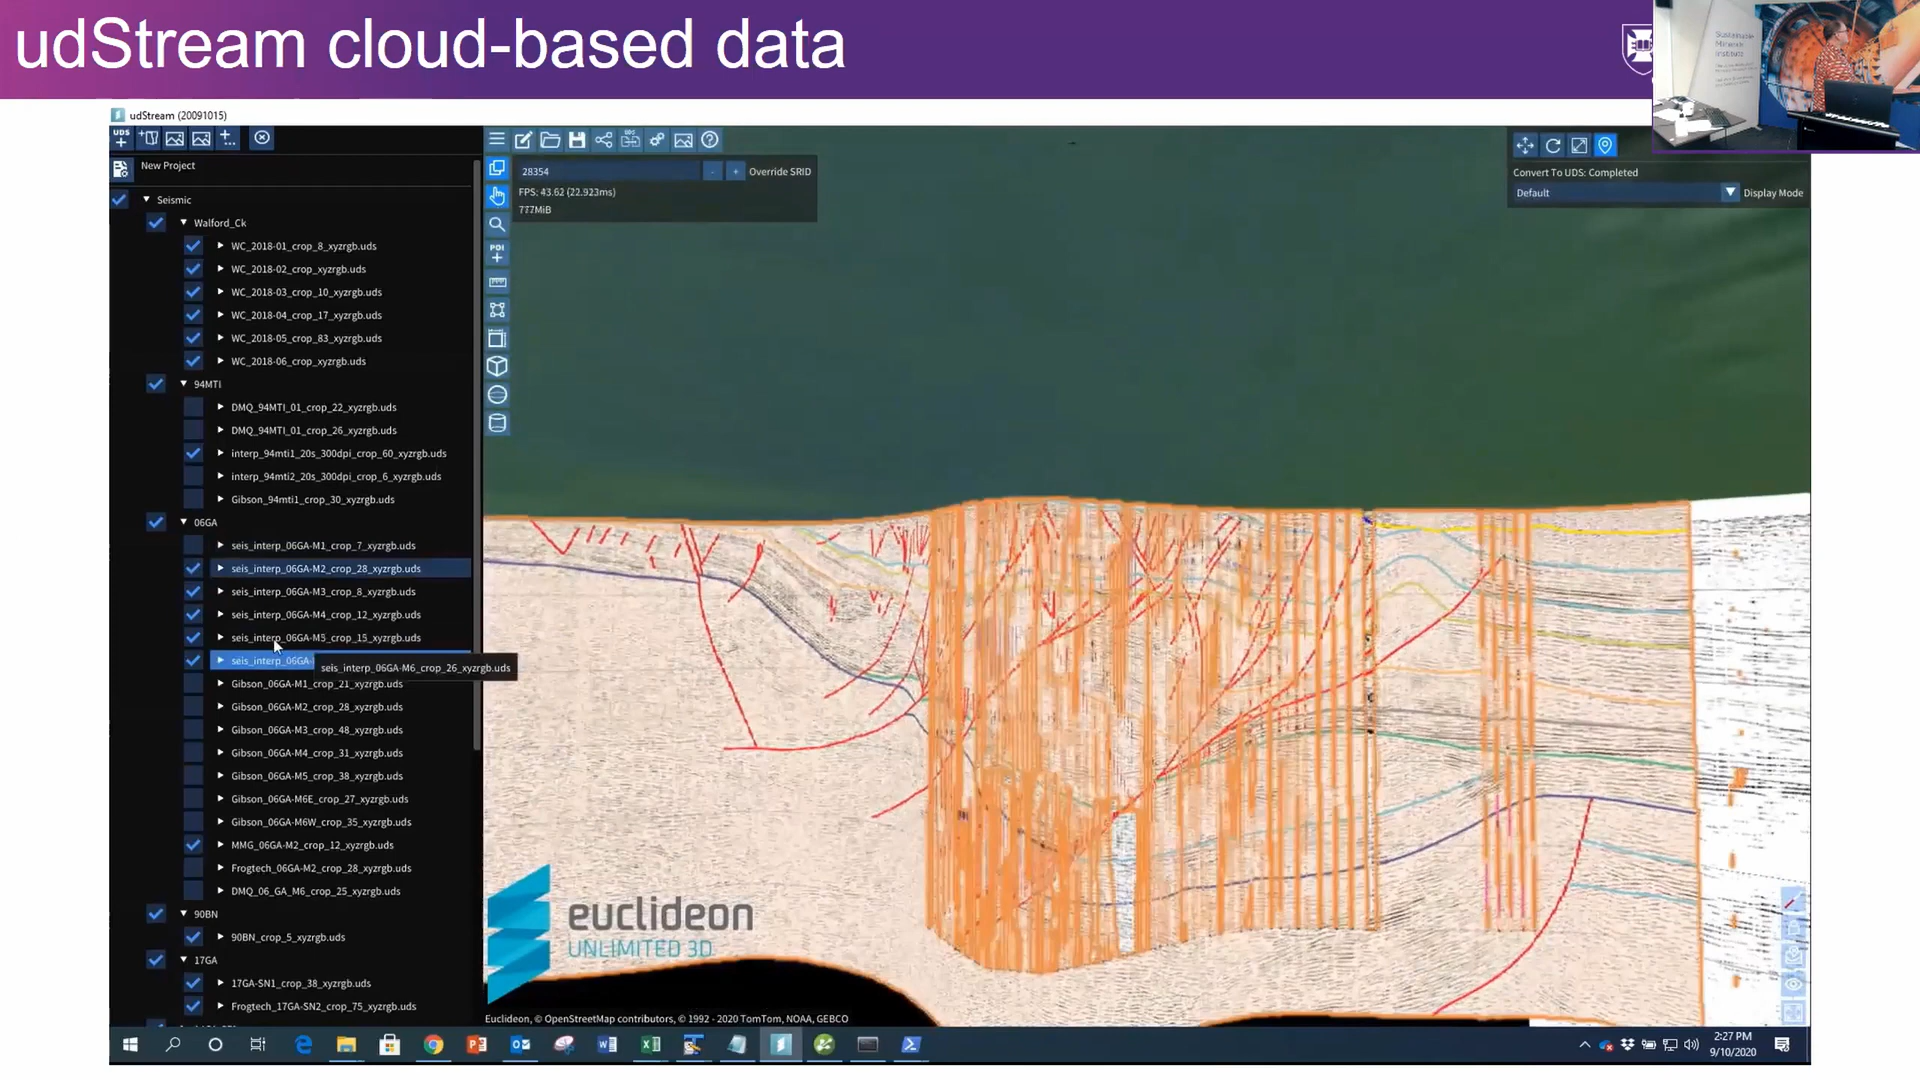 udStream cloud-based data
Sustainable
Minerals
Institute
udStream (20091015)
UDS
New Project
28354
-
+
Override SRID
FPS: 43.62 (22.923ms)
777MiB
Convert To UDS: Completed
Default
Display Mode
POI
Seismic
Walford_Ck
WC_2018-01_crop_8_xyzrgb.uds
WC_2018-02_crop_xyzrgb.uds
WC_2018-03_crop_10_xyzrgb.uds
WC_2018-04_crop_17_xyzrgb.uds
WC_2018-05_crop_83_xyzrgb.uds
WC_2018-06_crop_xyzrgb.uds
94MTI
DMQ_94MTI_01_crop_22_xyzrgb.uds
DMQ_94MTI_01_crop_26_xyzrgb.uds
interp_94mti1_20s_300dpi_crop_60_xyzrgb.uds
interp_94mti2_20s_300dpi_crop_6_xyzrgb.uds
Gibson_94mti1_crop_30_xyzrgb.uds
06GA
seis_interp_06GA-M1_crop_7_xyzrgb.uds
seis_interp_06GA-M2_crop_28_xyzrgb.uds
seis_interp_06GA-M3_crop_8_xyzrgb.uds
seis_interp_06GA-M4_crop_12_xyzrgb.uds
seis_interp_06GA-M5_crop_15_xyzrgb.uds
seis_interp_06GA-
seis_interp_06GA-M6_crop_26_xyzrgb.uds
Gibson_06GA-M1_crop_21_xyzrgb.uds
Gibson_06GA-M2_crop_28_xyzrgb.uds
Gibson_06GA-M3_crop_48_xyzrgb.uds
Gibson_06GA-M4_crop_31_xyzrgb.uds
Gibson_06GA-M5_crop_38_xyzrgb.uds
Gibson_06GA-M6E_crop_27_xyzrgb.uds
Gibson_06GA-M6W_crop_35_xyzrgb.uds
MMG_06GA-M2_crop_12_xyzrgb.uds
Frogtech_06GA-M2_crop_28_xyzrgb.uds
DMQ_06_GA_M6_crop_25_xyzrgb.uds
90BN
90BN_crop_5_xyzrgb.uds
17GA
17GA-SN1_crop_38_xyzrgb.uds
Frogtech_17GA-SN2_crop_75_xyzrgb.uds
euclideon
UNLIMITED 3D
Euclideon, © OpenStreetMap contributors, © 1992 - 2020 TomTom, NOAA, GEBCO
2:27 PM
9/10/2020